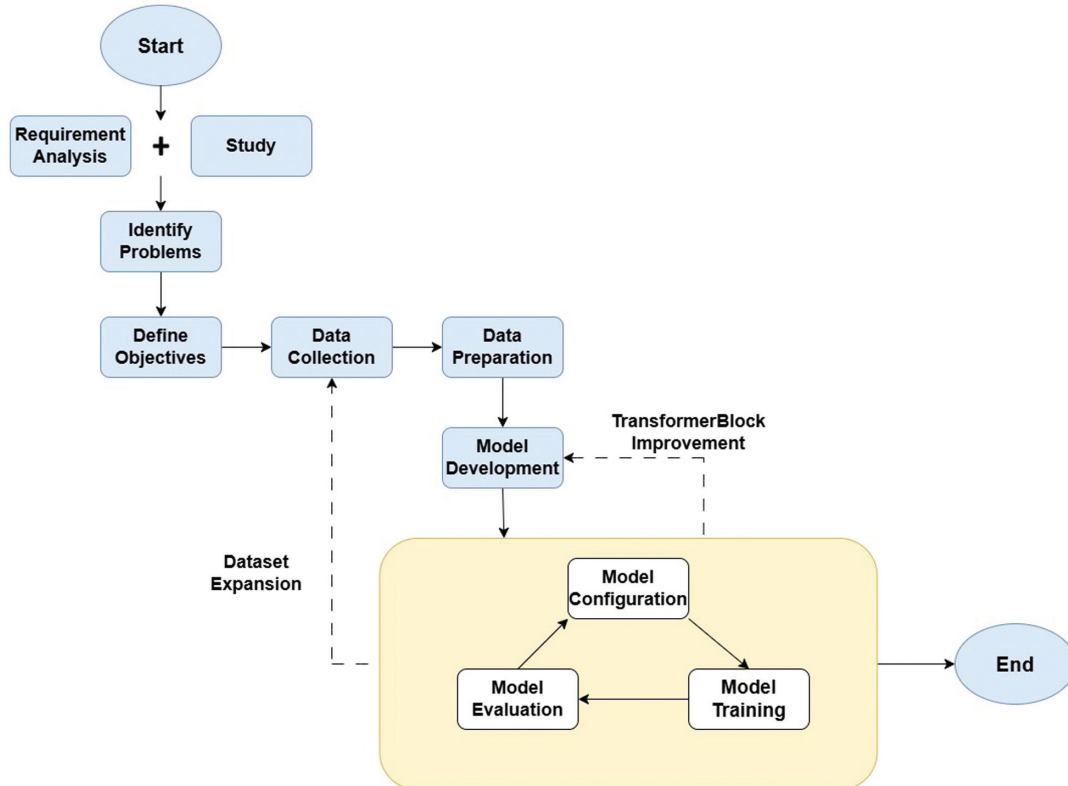 Start
Requirement
Analysis
+
Study
Identify
Problems
Define
Objectives
Data
Collection
Data
Preparation
TransformerBlock
Improvement
Model
Development
Dataset
Expansion
Model
Configuration
Model
Evaluation
Model
Training
End